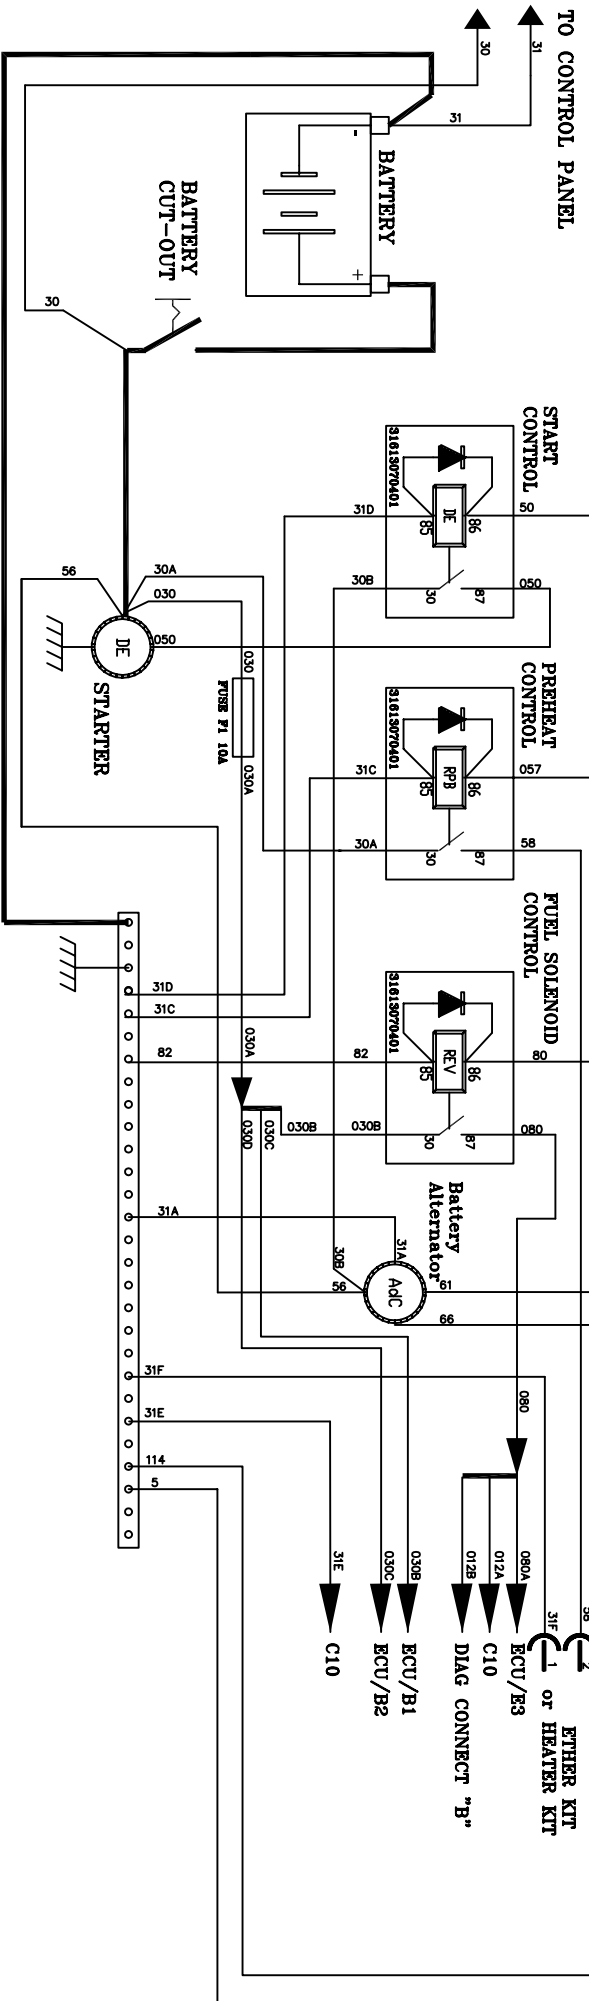 TO CONTROL PANEL
31
30
31
BATTERY
-
+
BATTERY
CUT-OUT
30
START
CONTROL
50
86
DE
85
31613070401
87
30
050
31D
30B
56
30A
030
050
DE
STARTER
030
FUSE F1 10A
030A
PREHEAT
CONTROL
057
86
RPB
85
31613070401
87
30
58
31C
30A
FUEL SOLENOID
CONTROL
80
86
REV
85
31613070401
87
30
080
82
030B
030B
31D
31C
82
030A
030C
030D
Battery
Alternator
61
66
AdC
31A
31A
30B
56
31F
31E
114
5
080
080A
012A
012B
030B
030C
31E
31F
58
1
2
ETHER KIT
or HEATER KIT
ECU/E3
C10
DIAG CONNECT "B"
ECU/B1
ECU/B2
C10